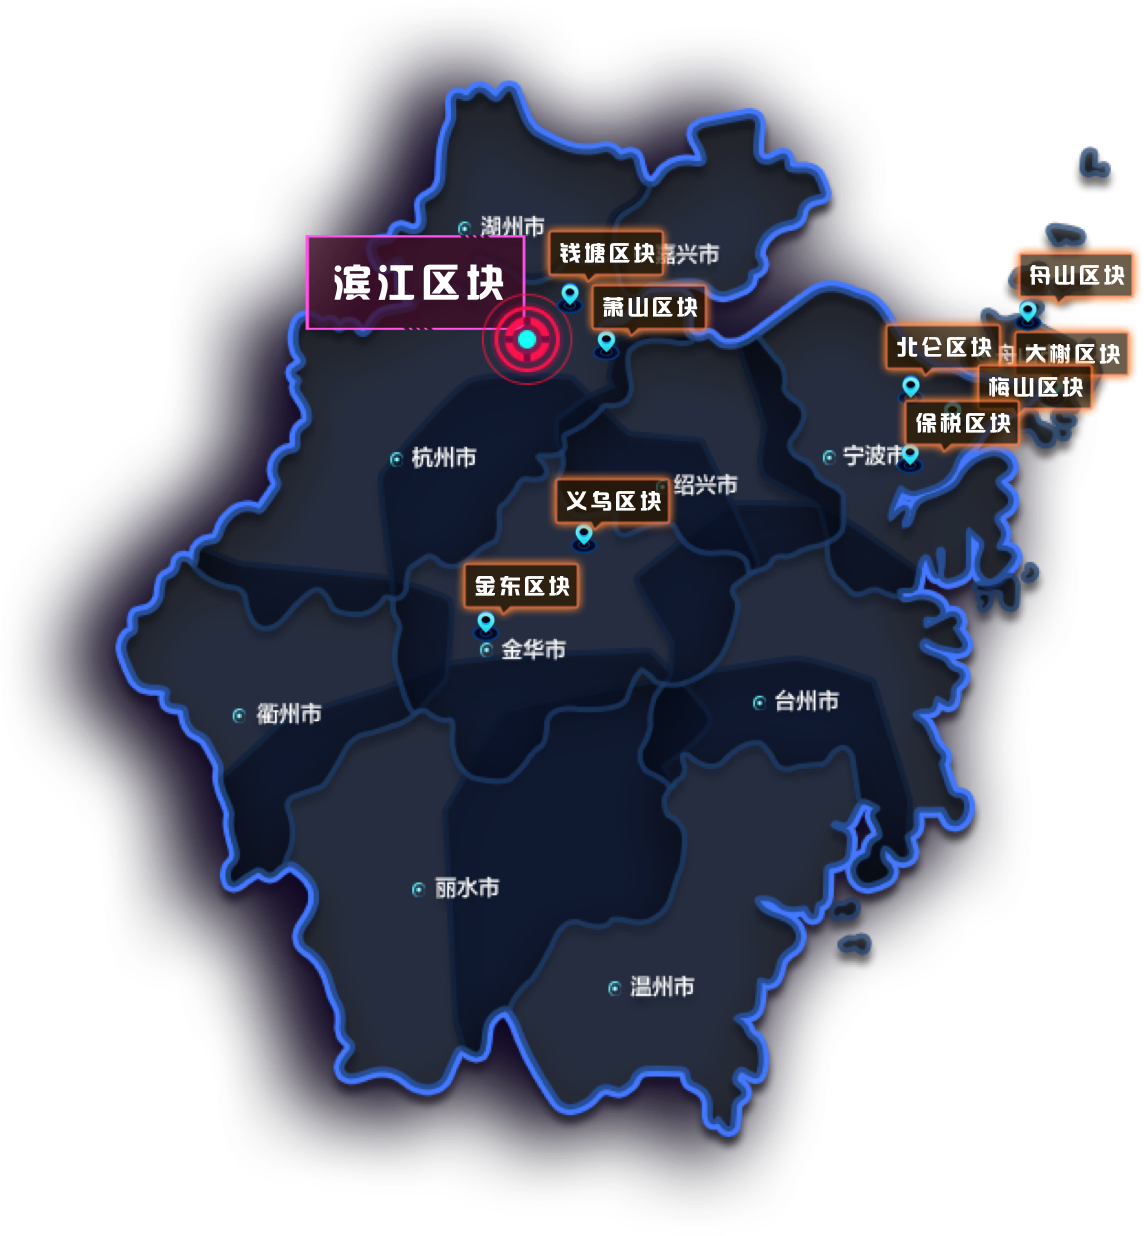 湖州市
钱塘区块
嘉兴市
滨江区块
舟山区块
萧山区块
北仑区块
舟
大榭区块
梅山区块
保税区块
杭州市
宁波市
绍兴市
义乌区块
金东区块
金华市
衢州市
台州市
丽水市
温州市